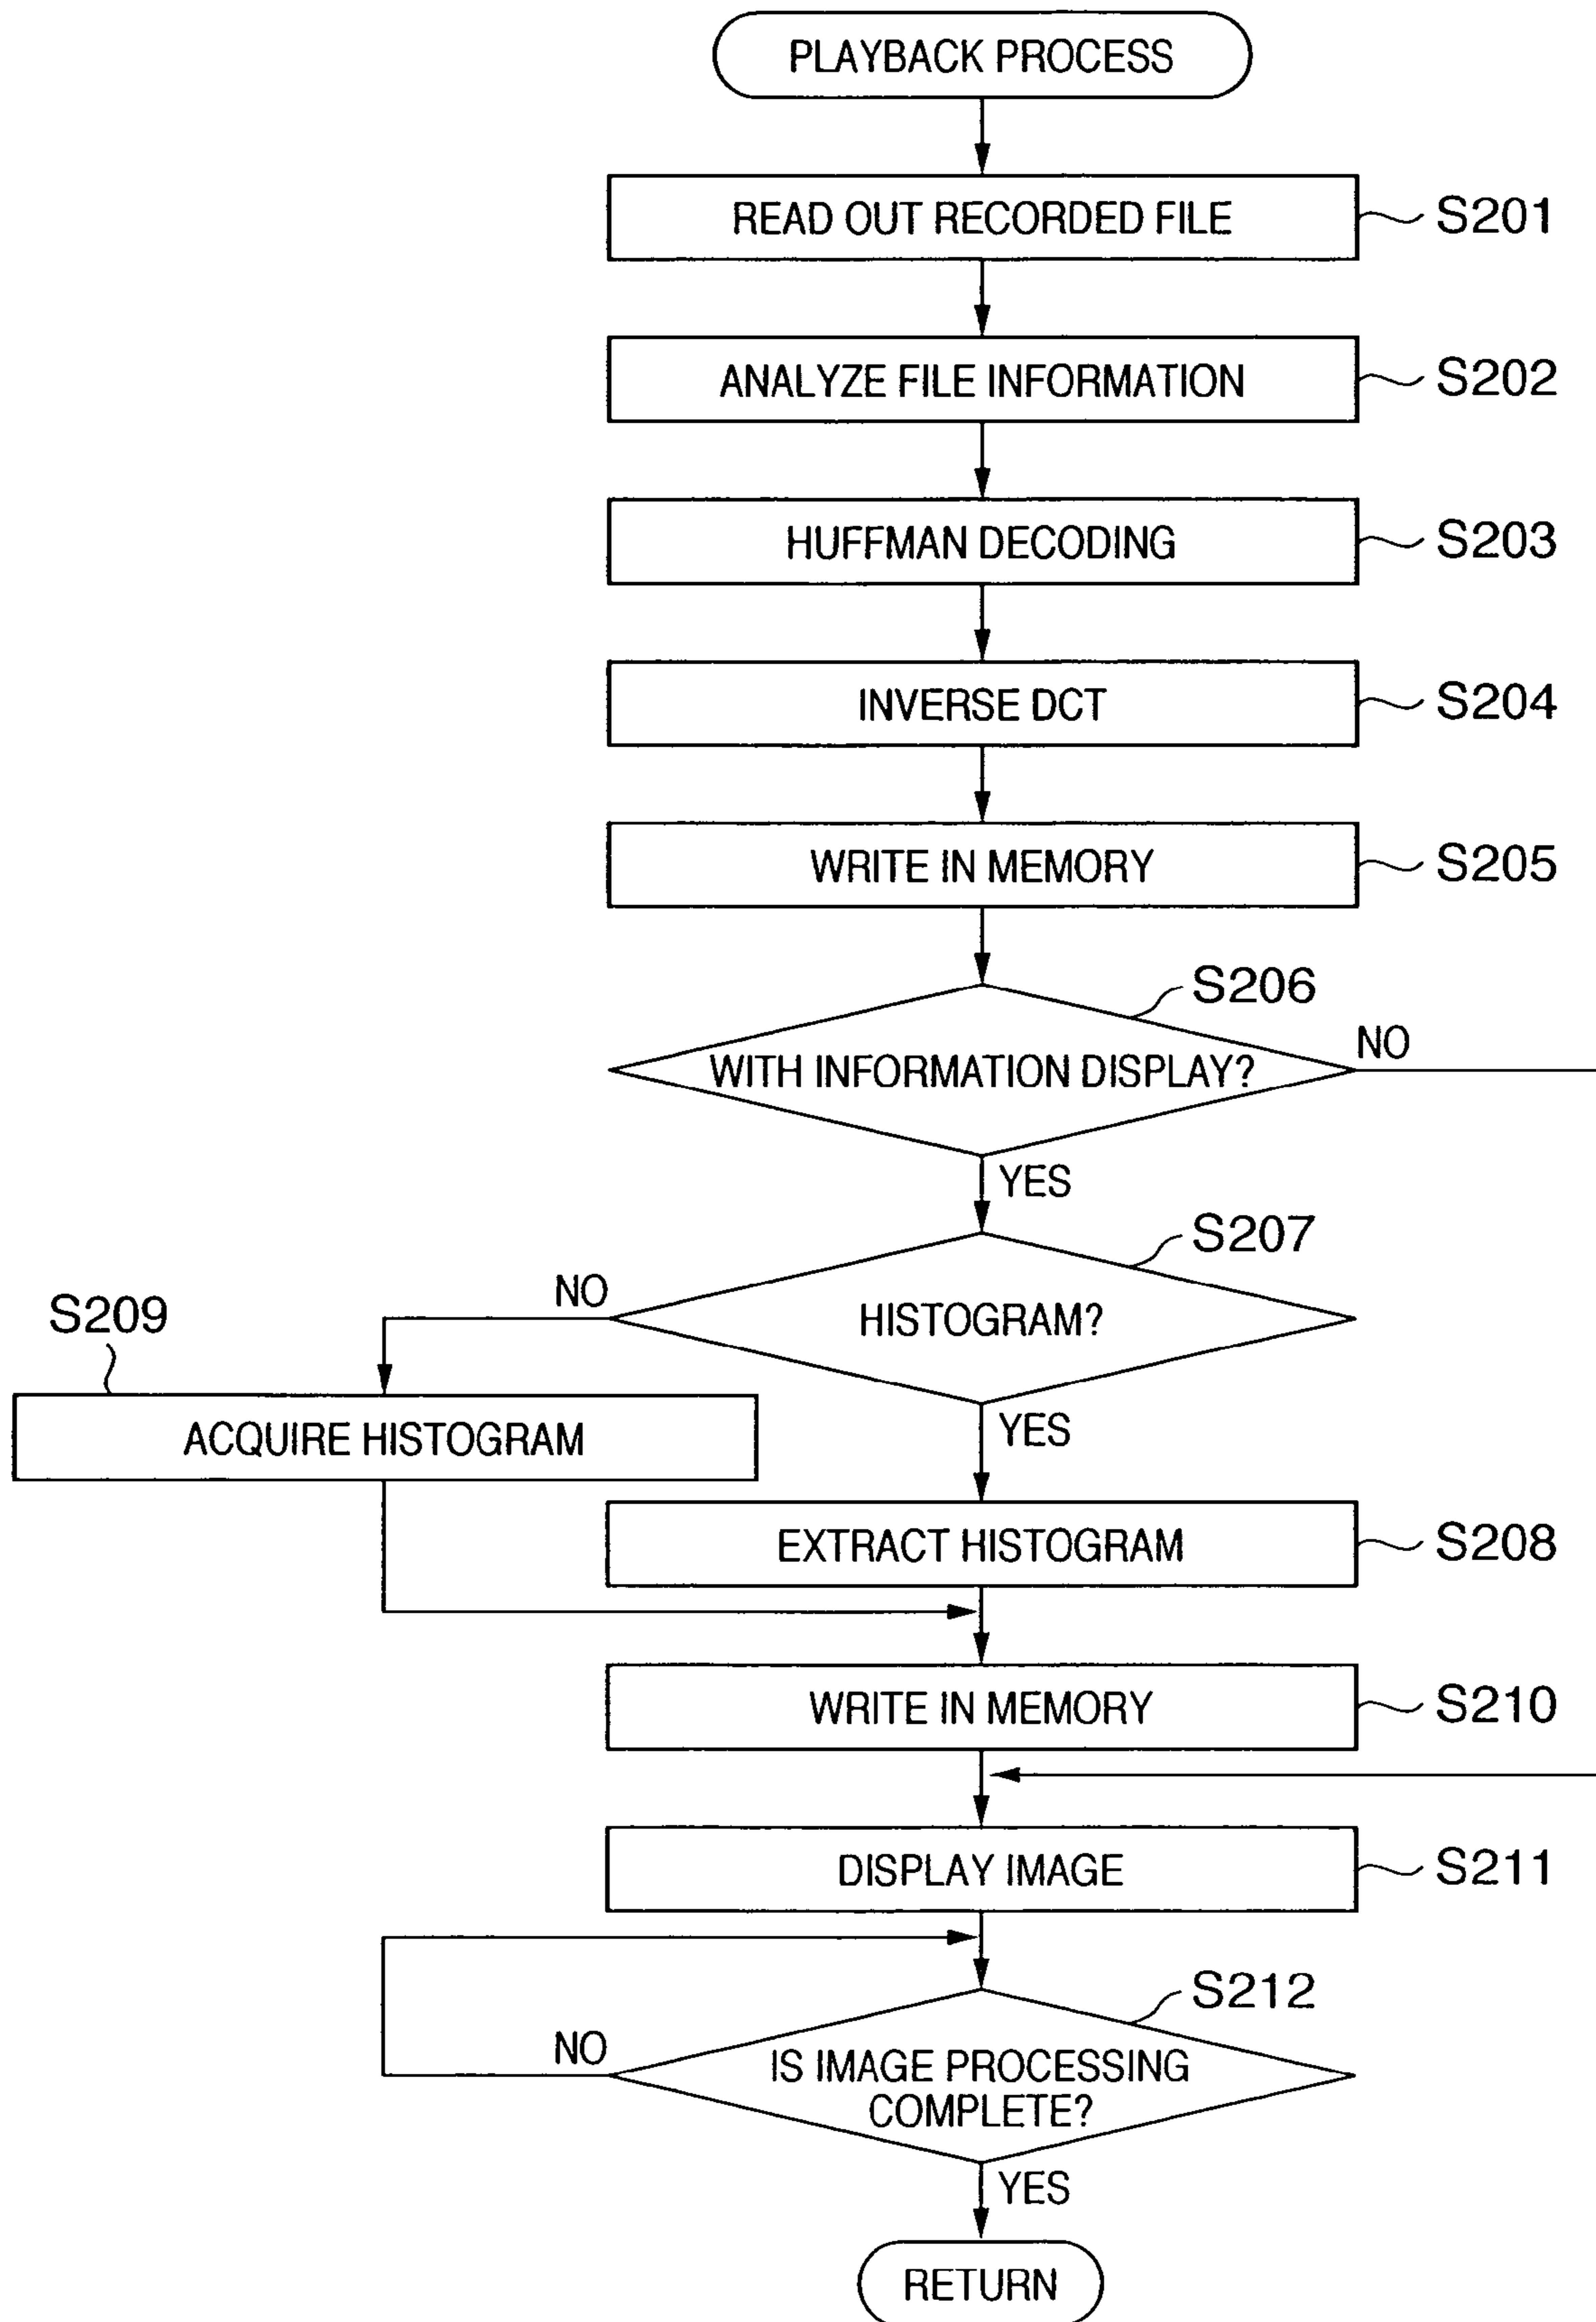 PLAYBACK PROCESS
READ OUT RECORDED FILE
S201
ANALYZE FILE INFORMATION
S202
HUFFMAN DECODING
S203
INVERSE DCT
S204
WRITE IN MEMORY
S205
S206
WITH INFORMATION DISPLAY?
NO
YES
S207
HISTOGRAM?
NO
YES
S209
ACQUIRE HISTOGRAM
EXTRACT HISTOGRAM
S208
WRITE IN MEMORY
S210
DISPLAY IMAGE
S211
S212
IS IMAGE PROCESSING
COMPLETE?
NO
YES
RETURN